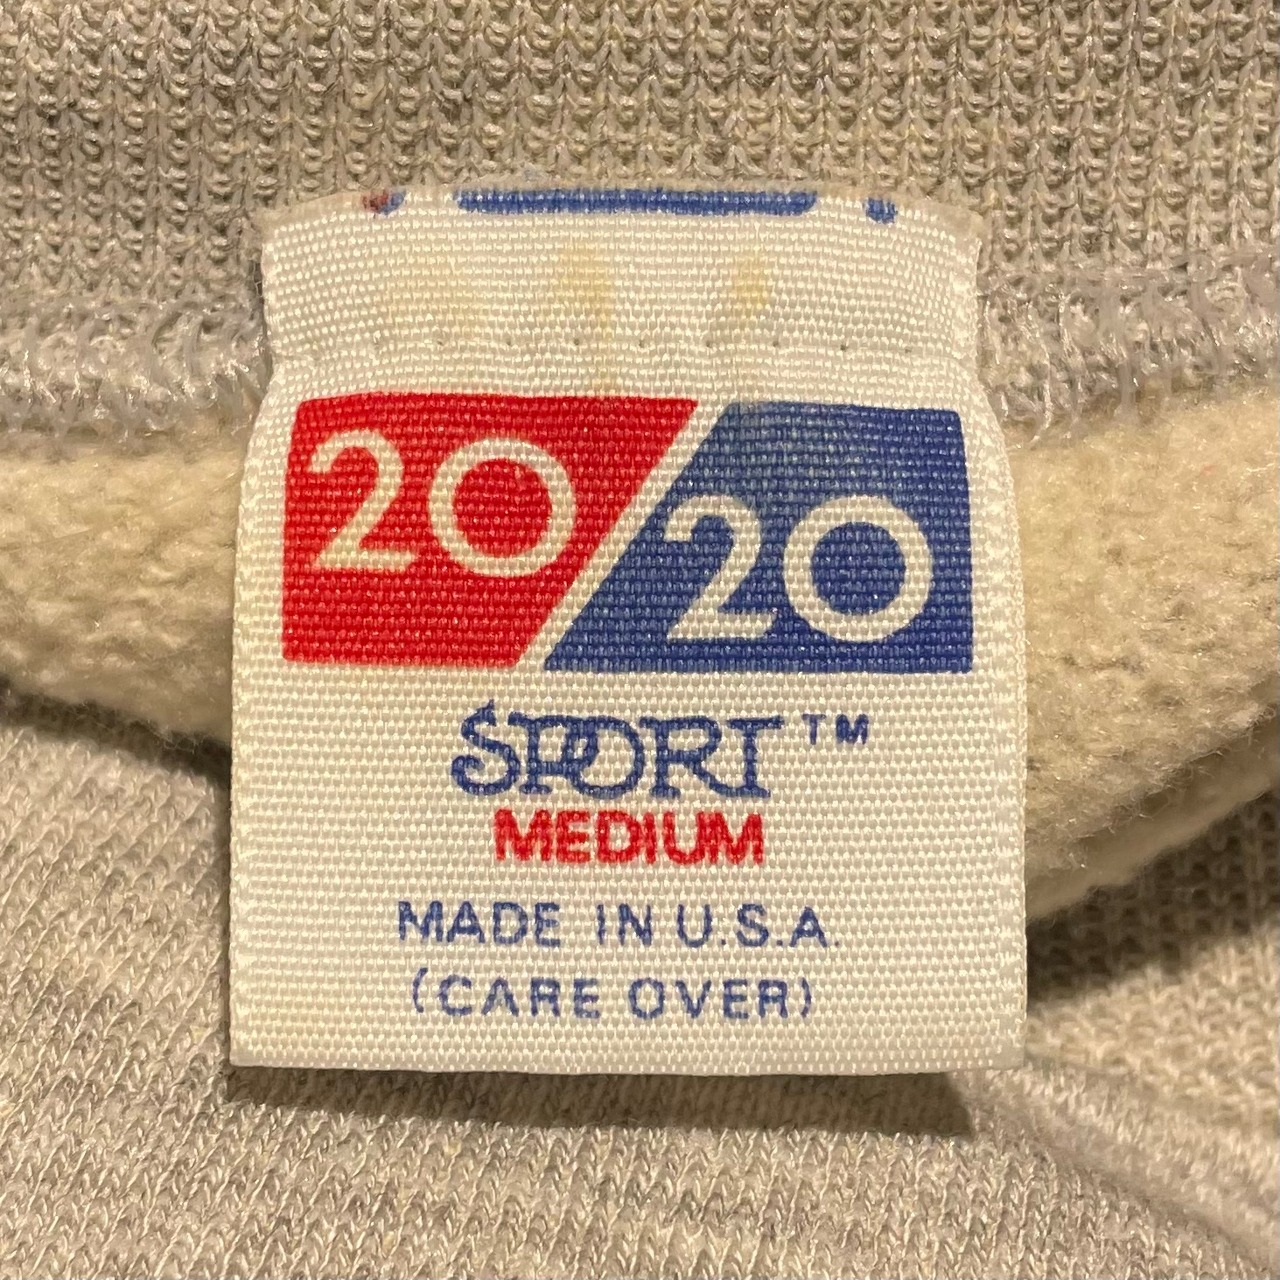 20
20
SPORT™
MEDIUM
MADE IN U.S.A.
(CARE OVER)